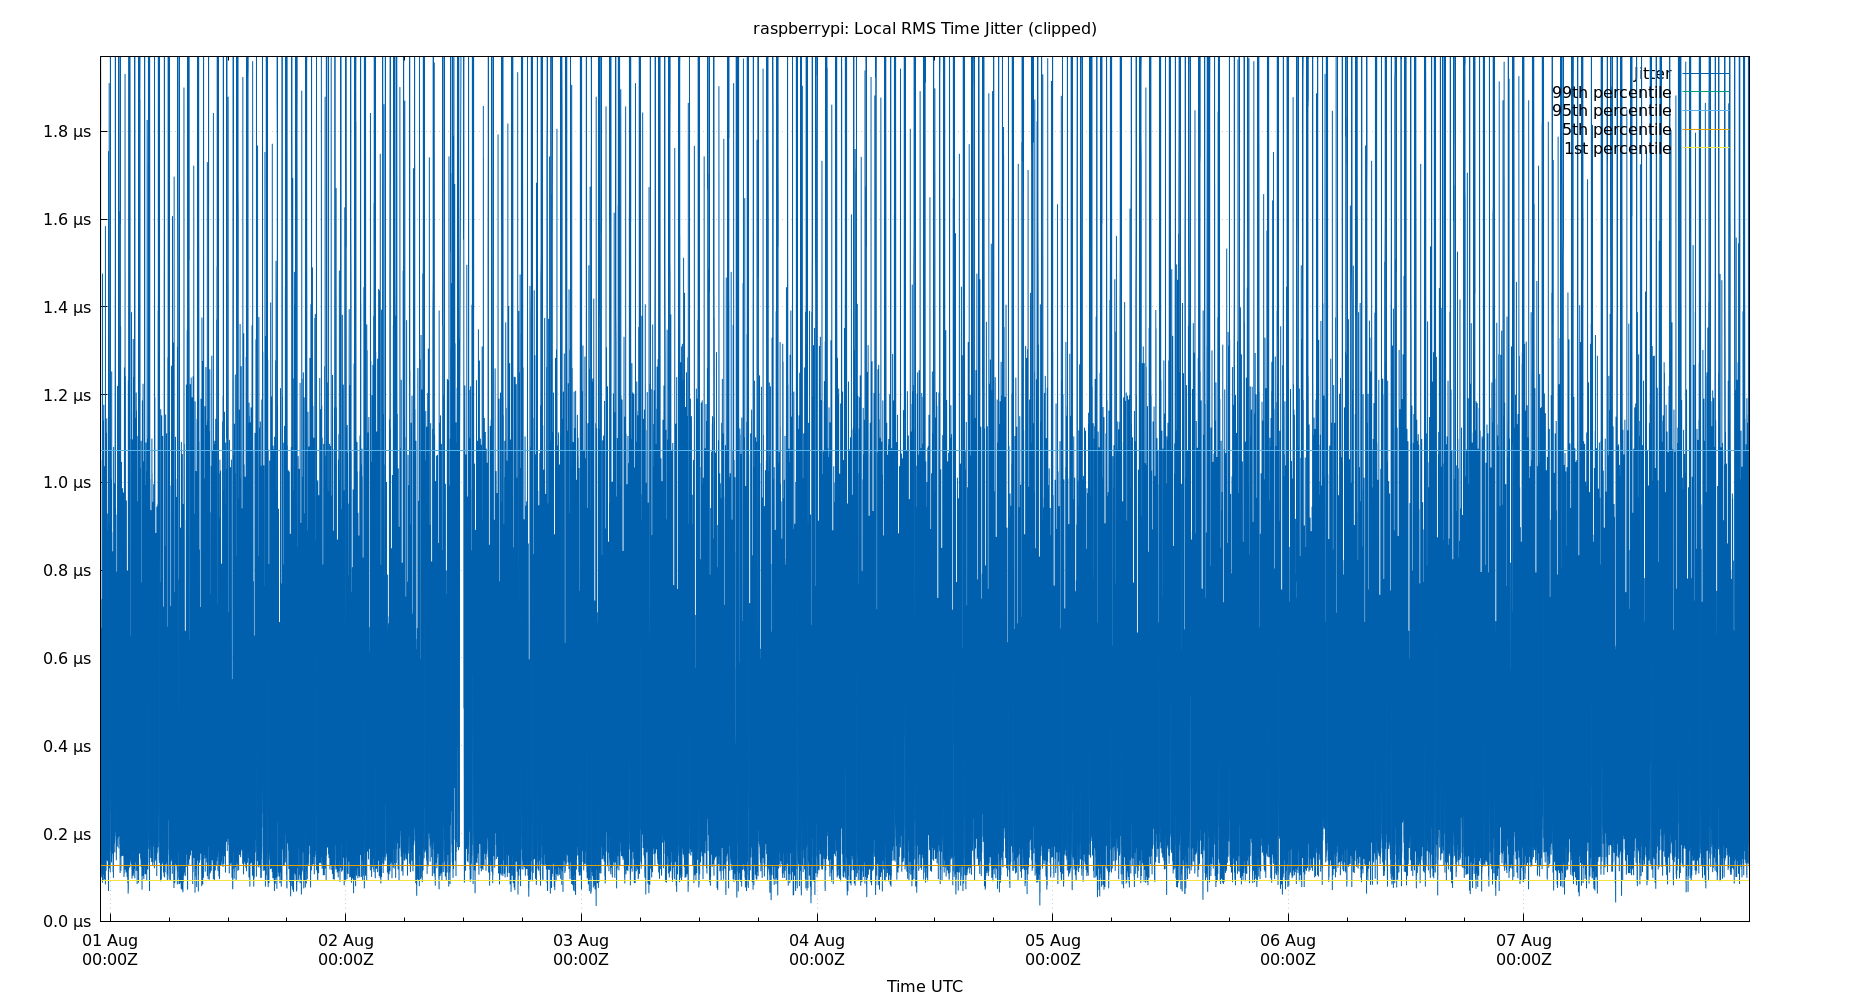 raspberrypi: Local RMS Time Jitter (clipped)
jitter
99th percentile
95th percentile
5th percentile
1st percentile
1.8 µs
1.6 µs
1.4 µs
1.2 µs
1.0 µs
0.8 µs
0.6 µs
0.4 µs
0.2 µs
0.0 µs
01 Aug 02 Aug 03 Aug 04 Aug 05 Aug 06 Aug 07 Aug
00:00Z 00:00Z 00:00Z 00:00Z 00:00Z 00:00Z 00:00Z
Time UTC